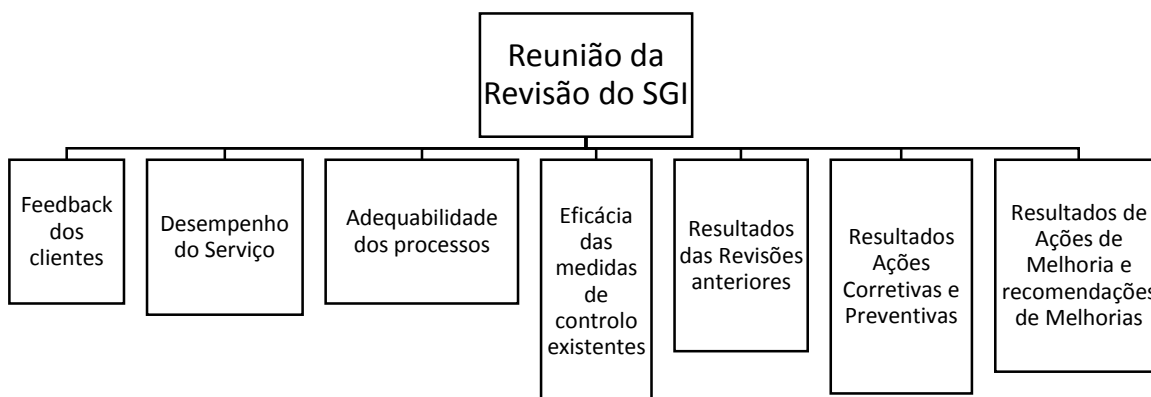 Reunião da
Revisão do SGI
Feedback
dos
clientes
Desempenho
do Serviço
Adequabilidade
dos processos
Eficácia
das
medidas
de
controlo
existentes
Resultados
das Revisões
anteriores
Resultados
Ações
Corretivas e
Preventivas
Resultados de
Ações de
Melhoria e
recomendações
de Melhorias